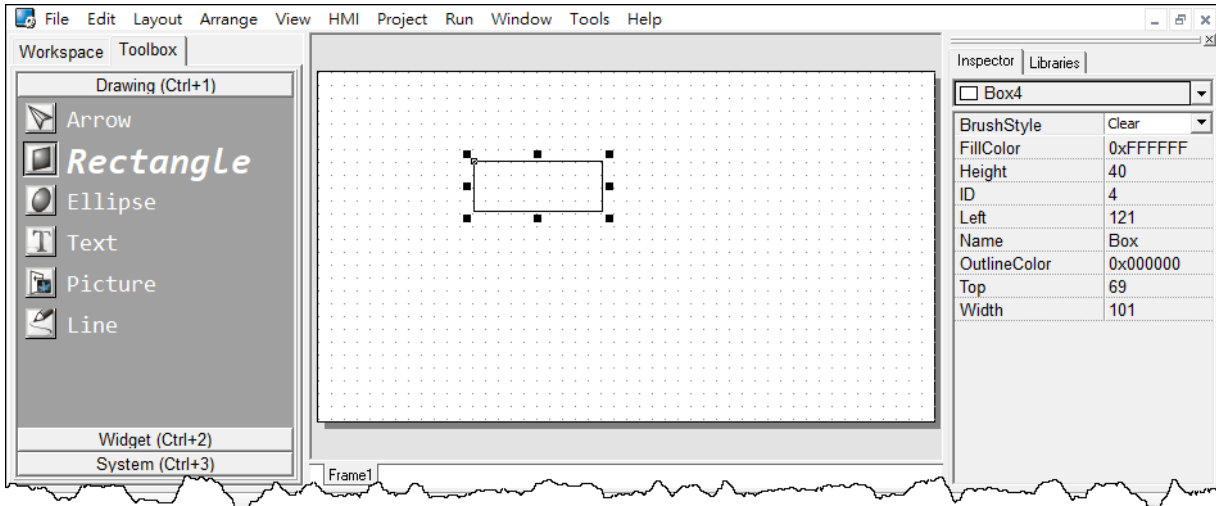 File Edit Layout Arrange View HMI Project Run Window Tools Help
Workspace Toolbox
Drawing (Ctrl+1)
Arrow
Rectangle
Ellipse
Text
Picture
Line
Widget (Ctrl+2)
System (Ctrl+3)
Frame1
Inspector Libraries
Box4
BrushStyle Clear
FillColor 0xFFFFFF
Height 40
ID 4
Left 121
Name Box
OutlineColor 0x000000
Top 69
Width 101